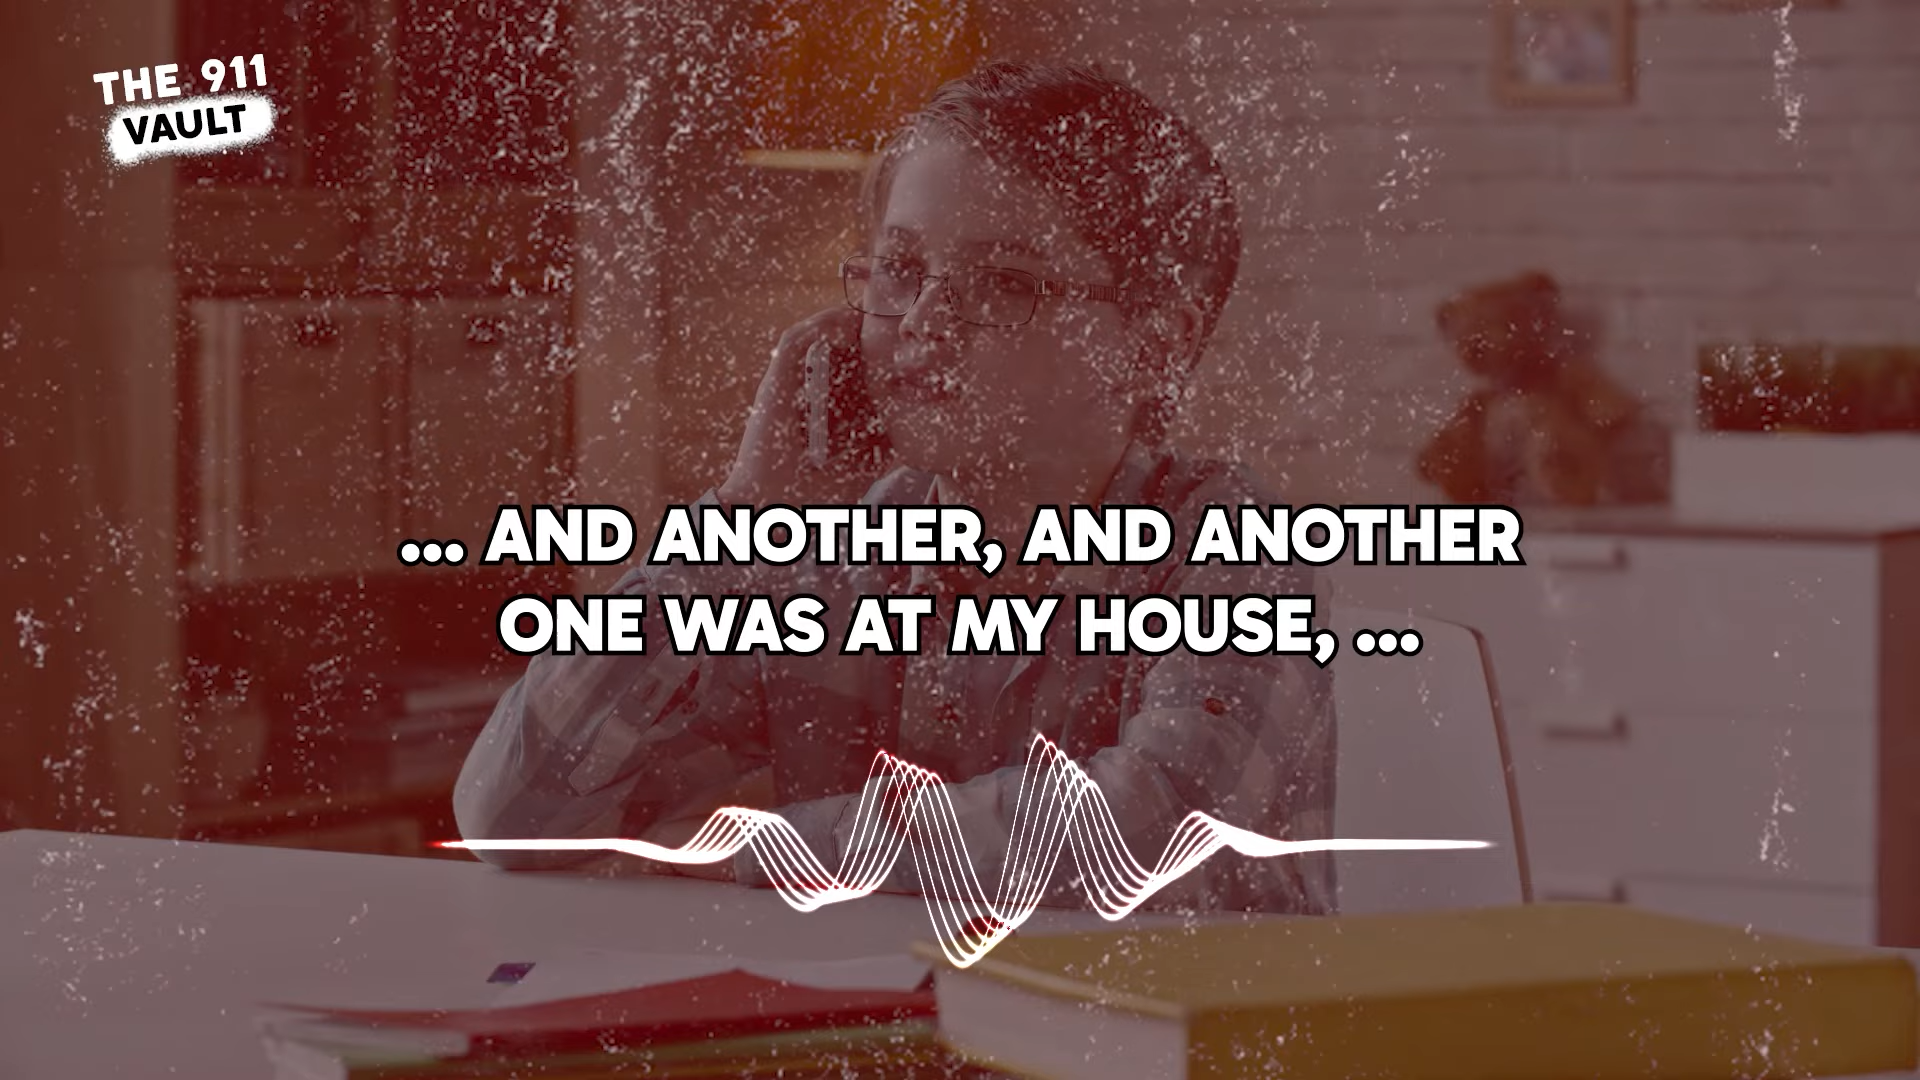 THE 911
VAULT
... AND ANOTHER, AND ANOTHER
ONE WAS AT MY HOUSE, ...